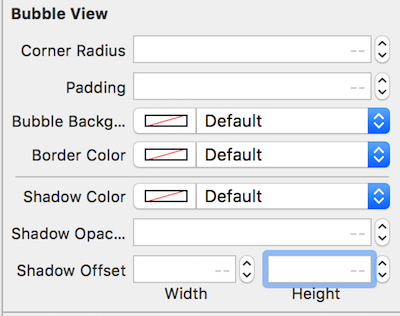 Bubble View
Corner Radius --
Padding --
Bubble Backg... Default
Border Color Default
Shadow Color Default
Shadow Opac... --
Shadow Offset -- --
Width Height